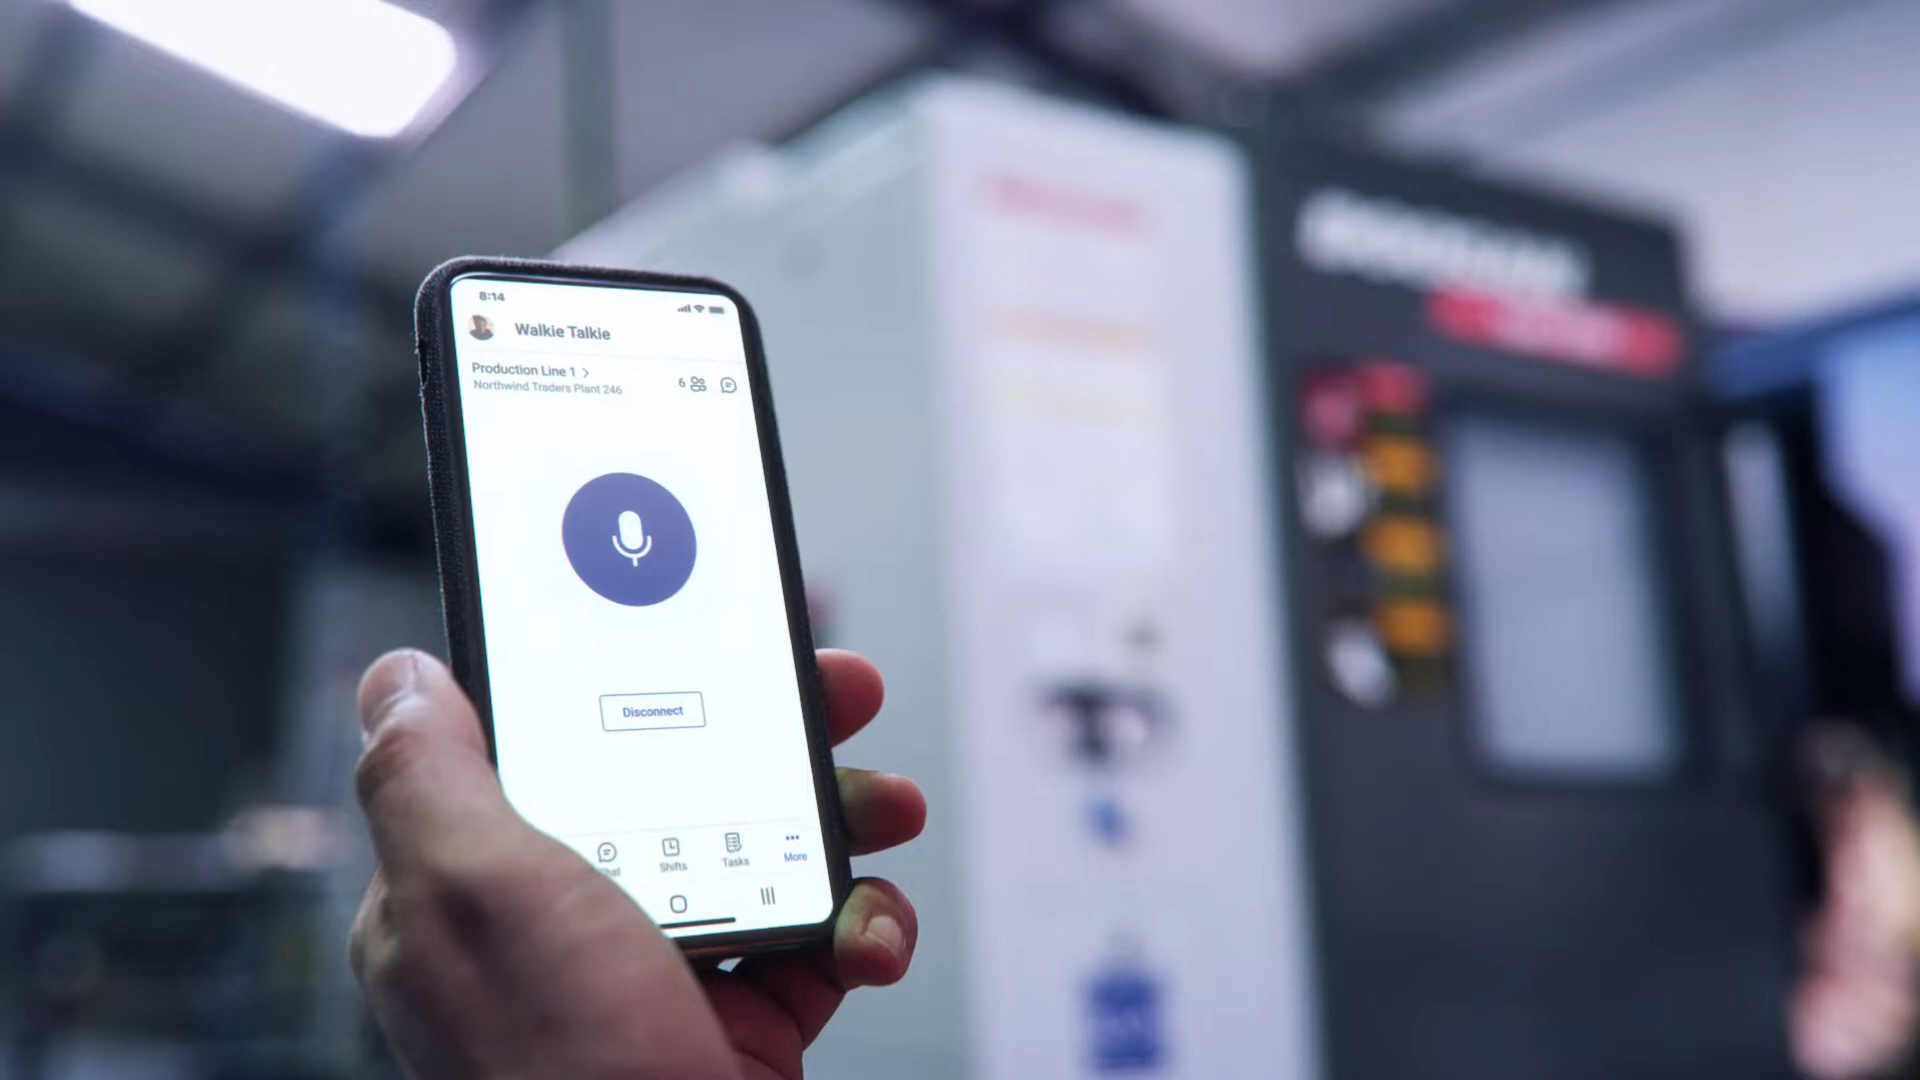 8:14
Walkie Talkie
Production Line 1 >
Northwind Traders Plant 246
6
Disconnect
Shifts
Tasks
More